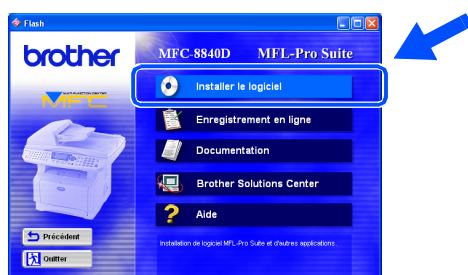 Flash
brother
MFC-8840D MFL-Pro Suite
MFC
Installer le logiciel
Enregistrement en ligne
Documentation
Brother Solutions Center
Aide
Précédent
Quitter
Installation de logiciel MFL-Pro Suite et d'autres applications.